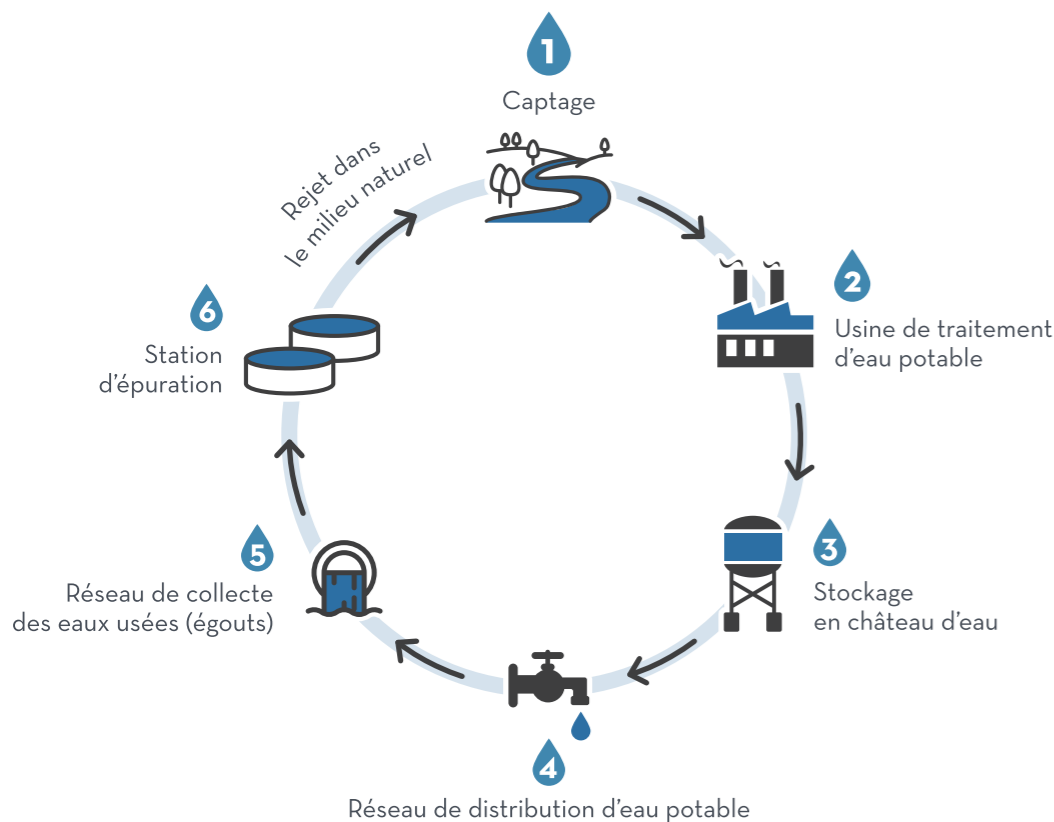 1
Captage
Rejet dans
le milieu naturel
2
Usine de traitement
d'eau potable
3
Stockage
en château d'eau
4
Réseau de distribution d'eau potable
5
Réseau de collecte
des eaux usées (égouts)
6
Station
d'épuration